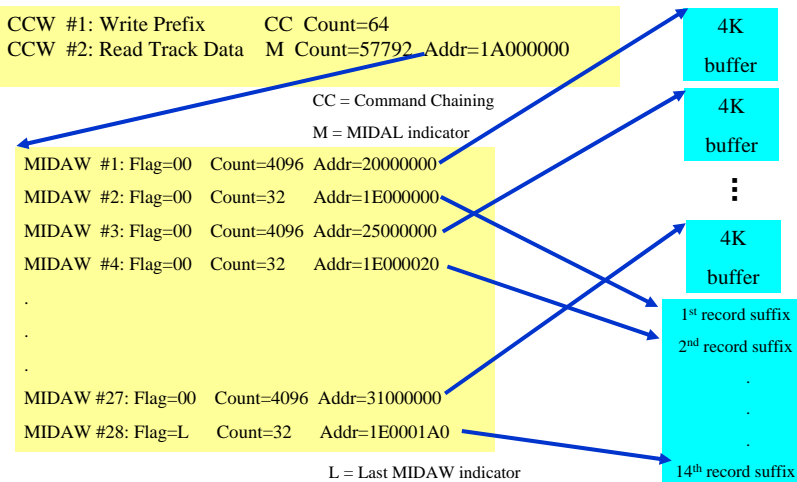 CCW #1: Write Prefix CC Count=64
CCW #2: Read Track Data M Count=57792 Addr=1A000000
CC = Command Chaining
M = MIDAL indicator
MIDAW #1: Flag=00 Count=4096 Addr=20000000
MIDAW #2: Flag=00 Count=32 Addr=1E000000
MIDAW #3: Flag=00 Count=4096 Addr=25000000
MIDAW #4: Flag=00 Count=32 Addr=1E000020
.
.
.
MIDAW #27: Flag=00 Count=4096 Addr=31000000
MIDAW #28: Flag=L Count=32 Addr=1E0001A0
L = Last MIDAW indicator
4K
buffer
4K
buffer
⋮
4K
buffer
1st record suffix
2nd record suffix
.
.
.
14th record suffix